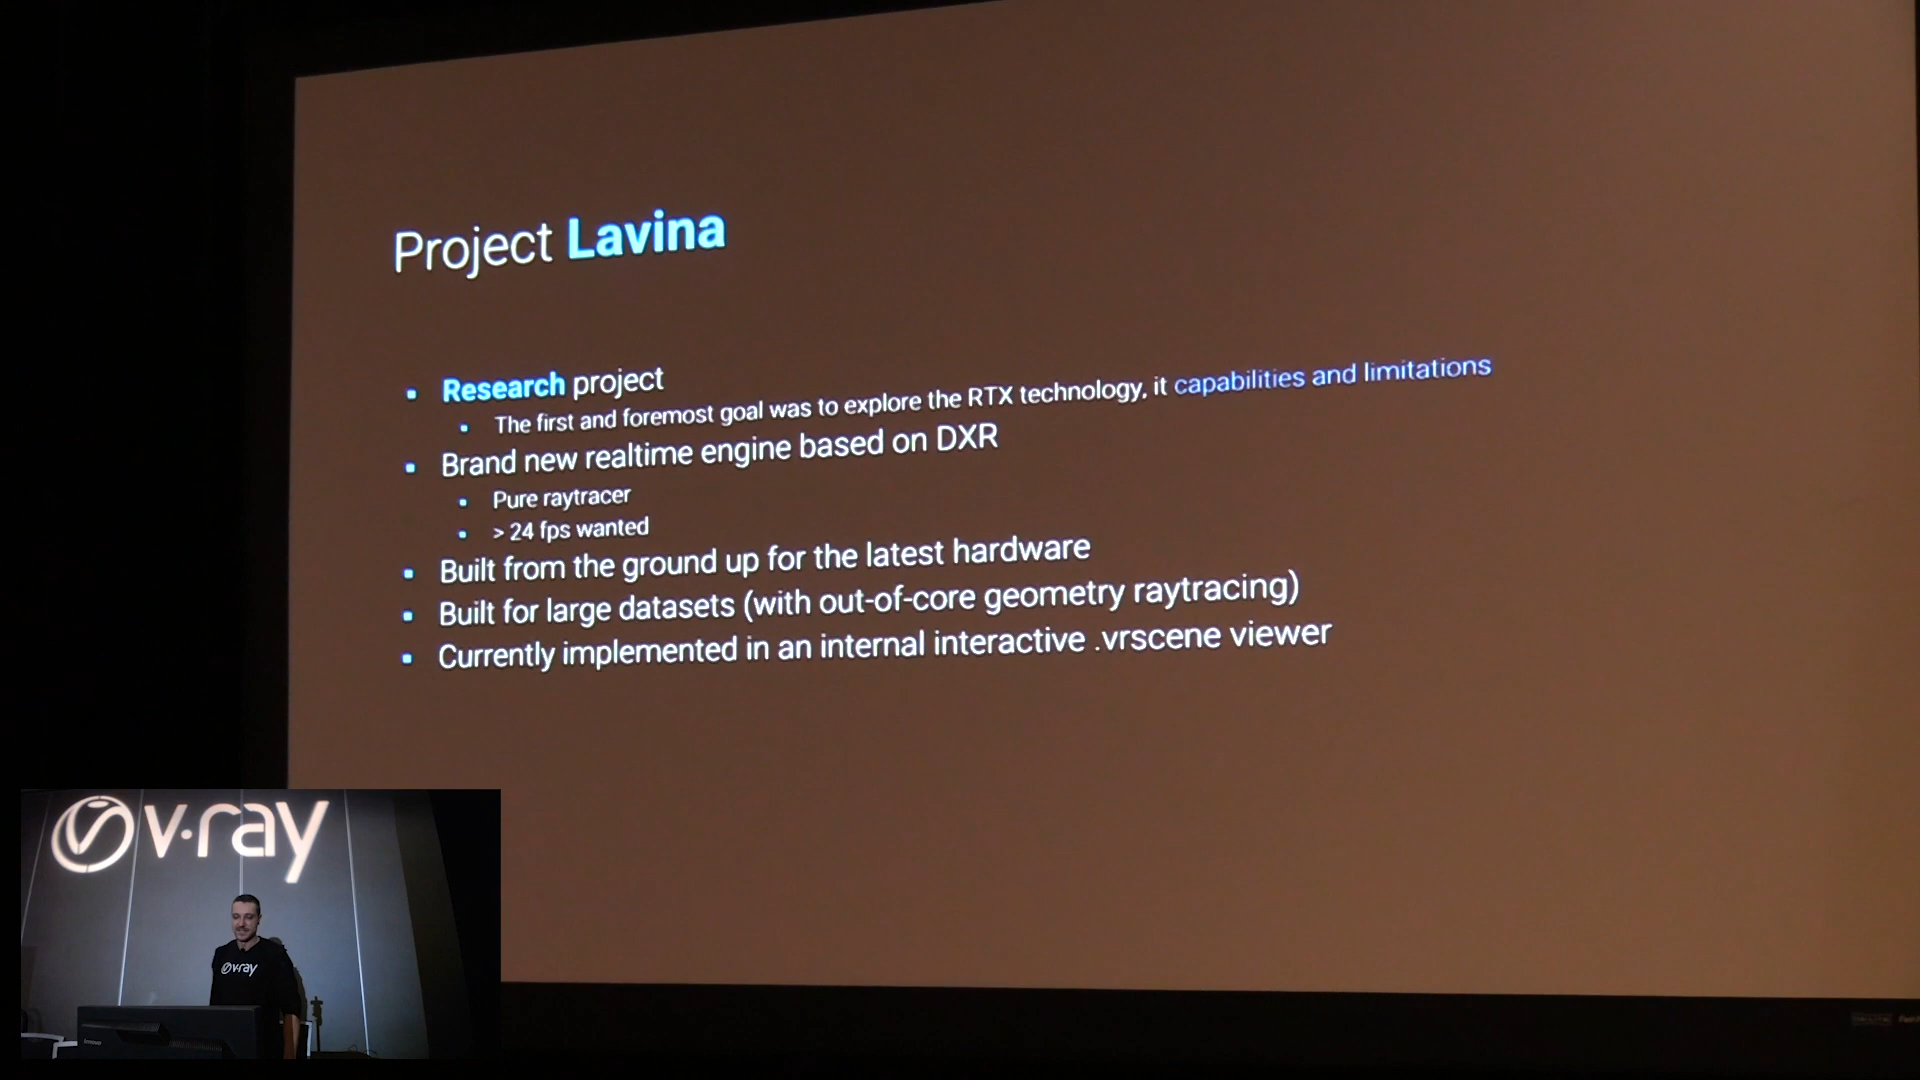 Project Lavina
Research project
The first and foremost goal was to explore the RTX technology, it capabilities and limitations
Brand new realtime engine based on DXR
Pure raytracer
> 24 fps wanted
Built from the ground up for the latest hardware
Built for large datasets (with out-of-core geometry raytracing)
Currently implemented in an internal interactive .vrscene viewer
v·ray
v·ray
lenovo